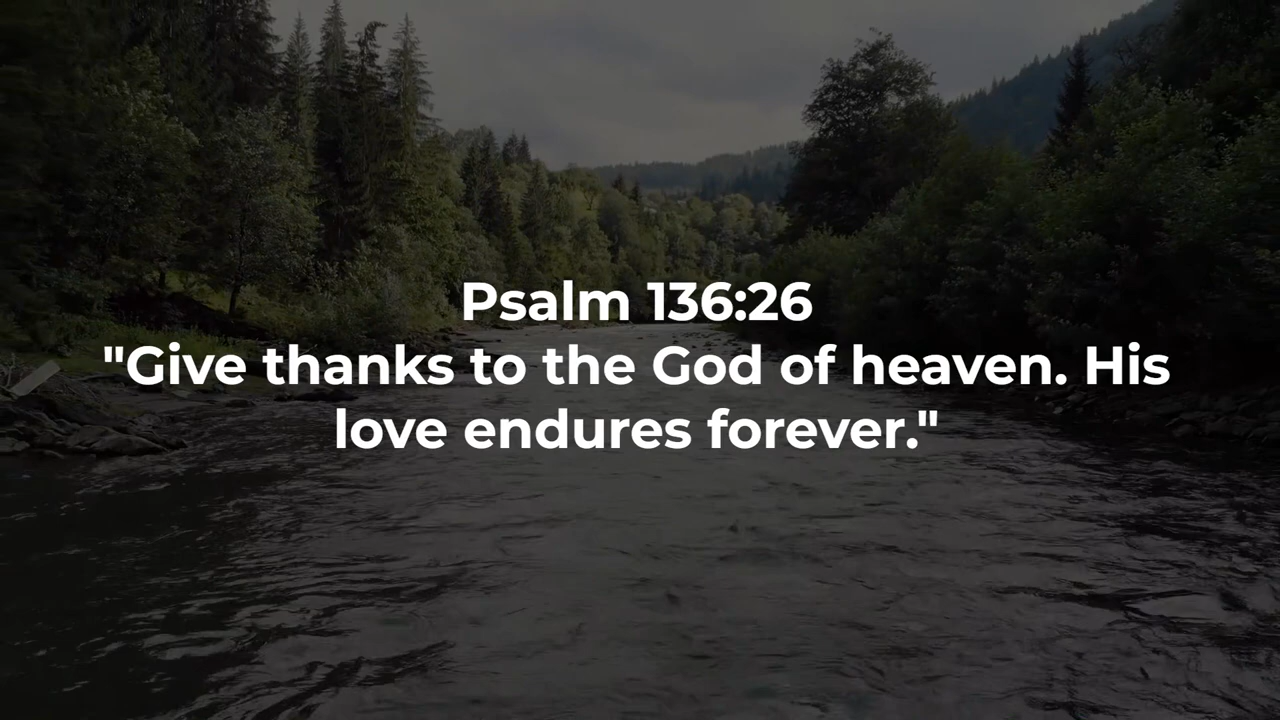 Psalm 136:26
"Give thanks to the God of heaven. His
love endures forever."